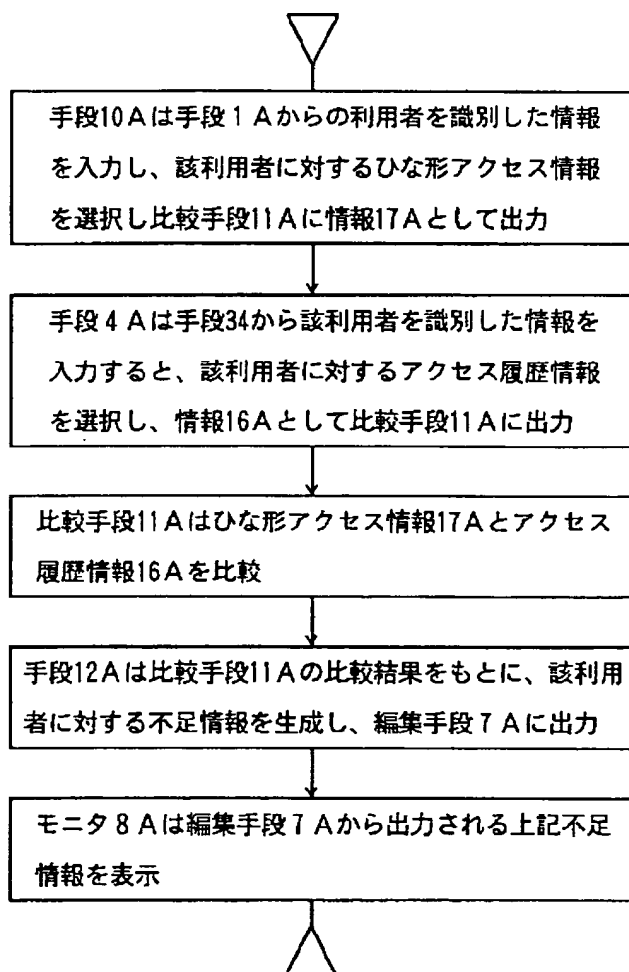 手段10Aは手段1Aからの利用者を識別した情報
を入力し、該利用者に対するひな形アクセス情報
を選択し比較手段11Aに情報17Aとして出力
手段4Aは手段34から該利用者を識別した情報を
入力すると、該利用者に対するアクセス履歴情報
を選択し、情報16Aとして比較手段11Aに出力
比較手段11Aはひな形アクセス情報17Aとアクセス
履歴情報16Aを比較
手段12Aは比較手段11Aの比較結果をもとに、該利用
者に対する不足情報を生成し、編集手段7Aに出力
モニタ8Aは編集手段7Aから出力される上記不足
情報を表示